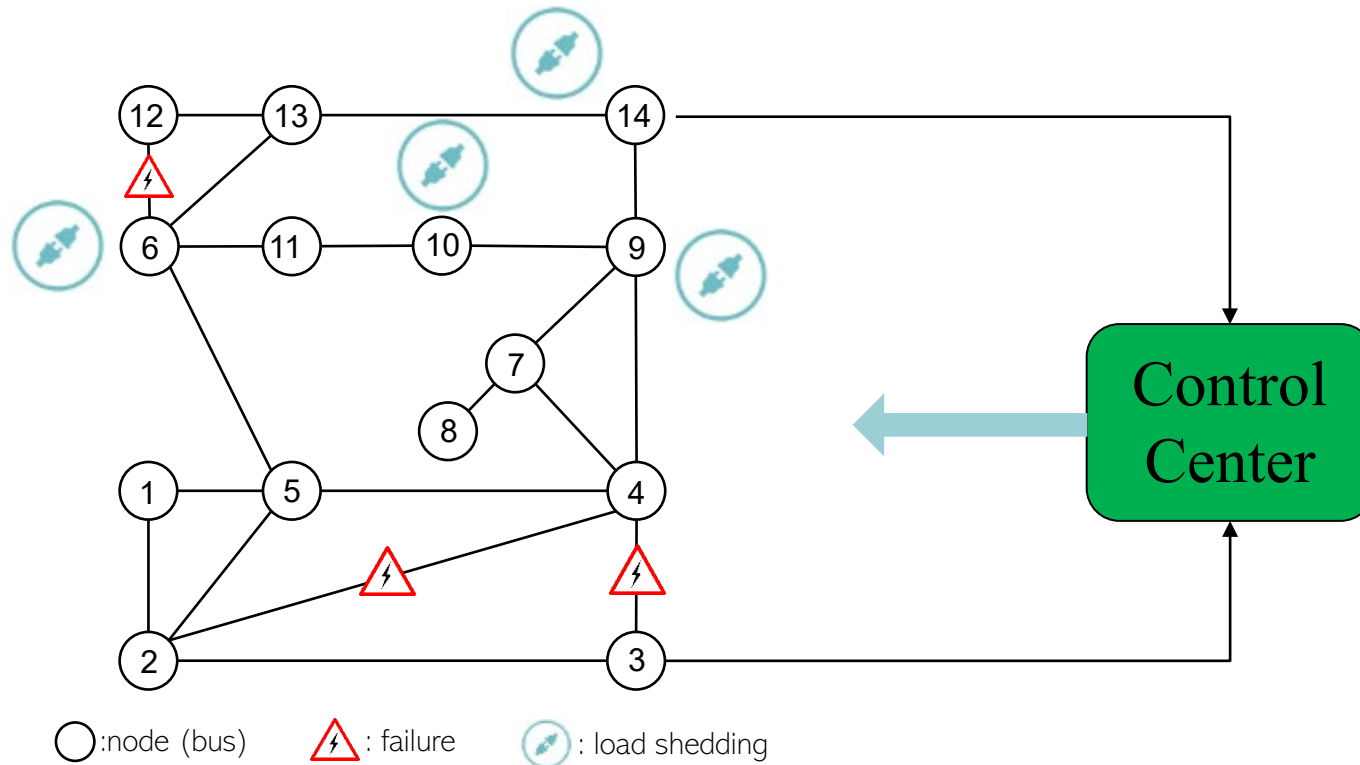 12 13 14
6 11 10 9
7
8
1 5 4
2 3
Control
Center
:node (bus) : failure : load shedding